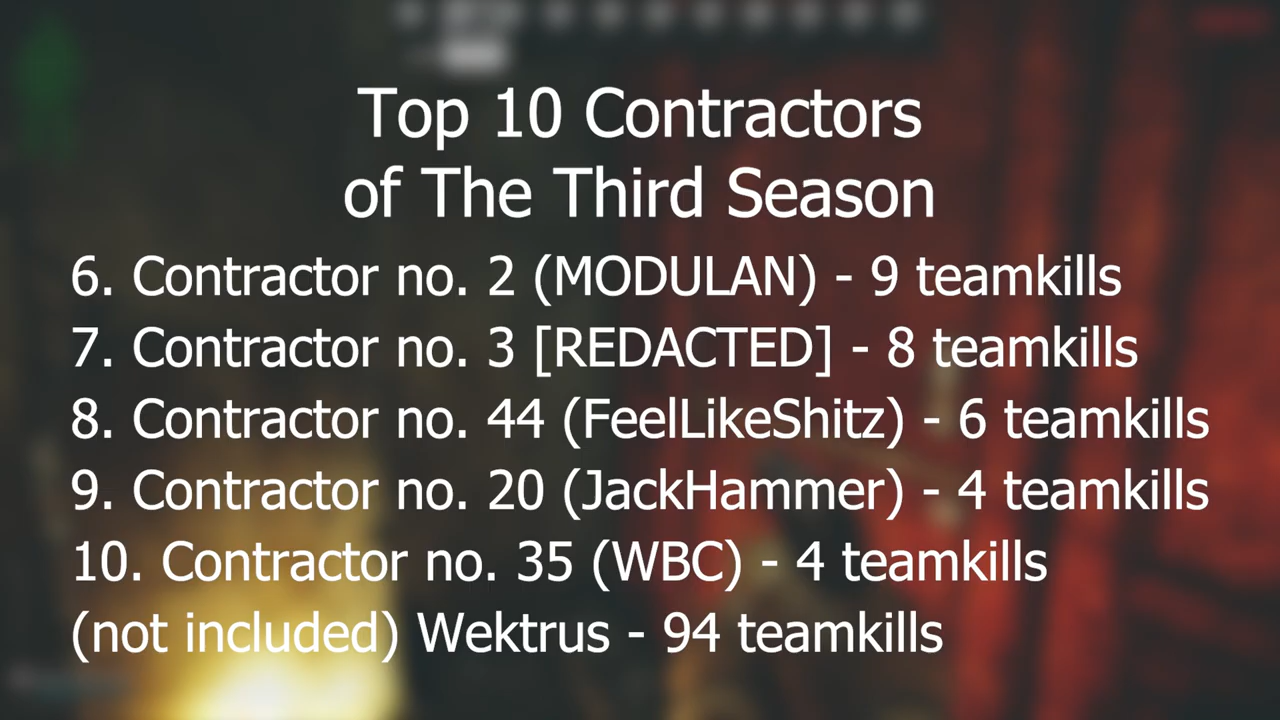 Top 10 Contractors
of The Third Season
6. Contractor no. 2 (MODULAN) - 9 teamkills
7. Contractor no. 3 [REDACTED] - 8 teamkills
8. Contractor no. 44 (FeelLikeShitz) - 6 teamkills
9. Contractor no. 20 (JackHammer) - 4 teamkills
10. Contractor no. 35 (WBC) - 4 teamkills
(not included) Wektrus - 94 teamkills